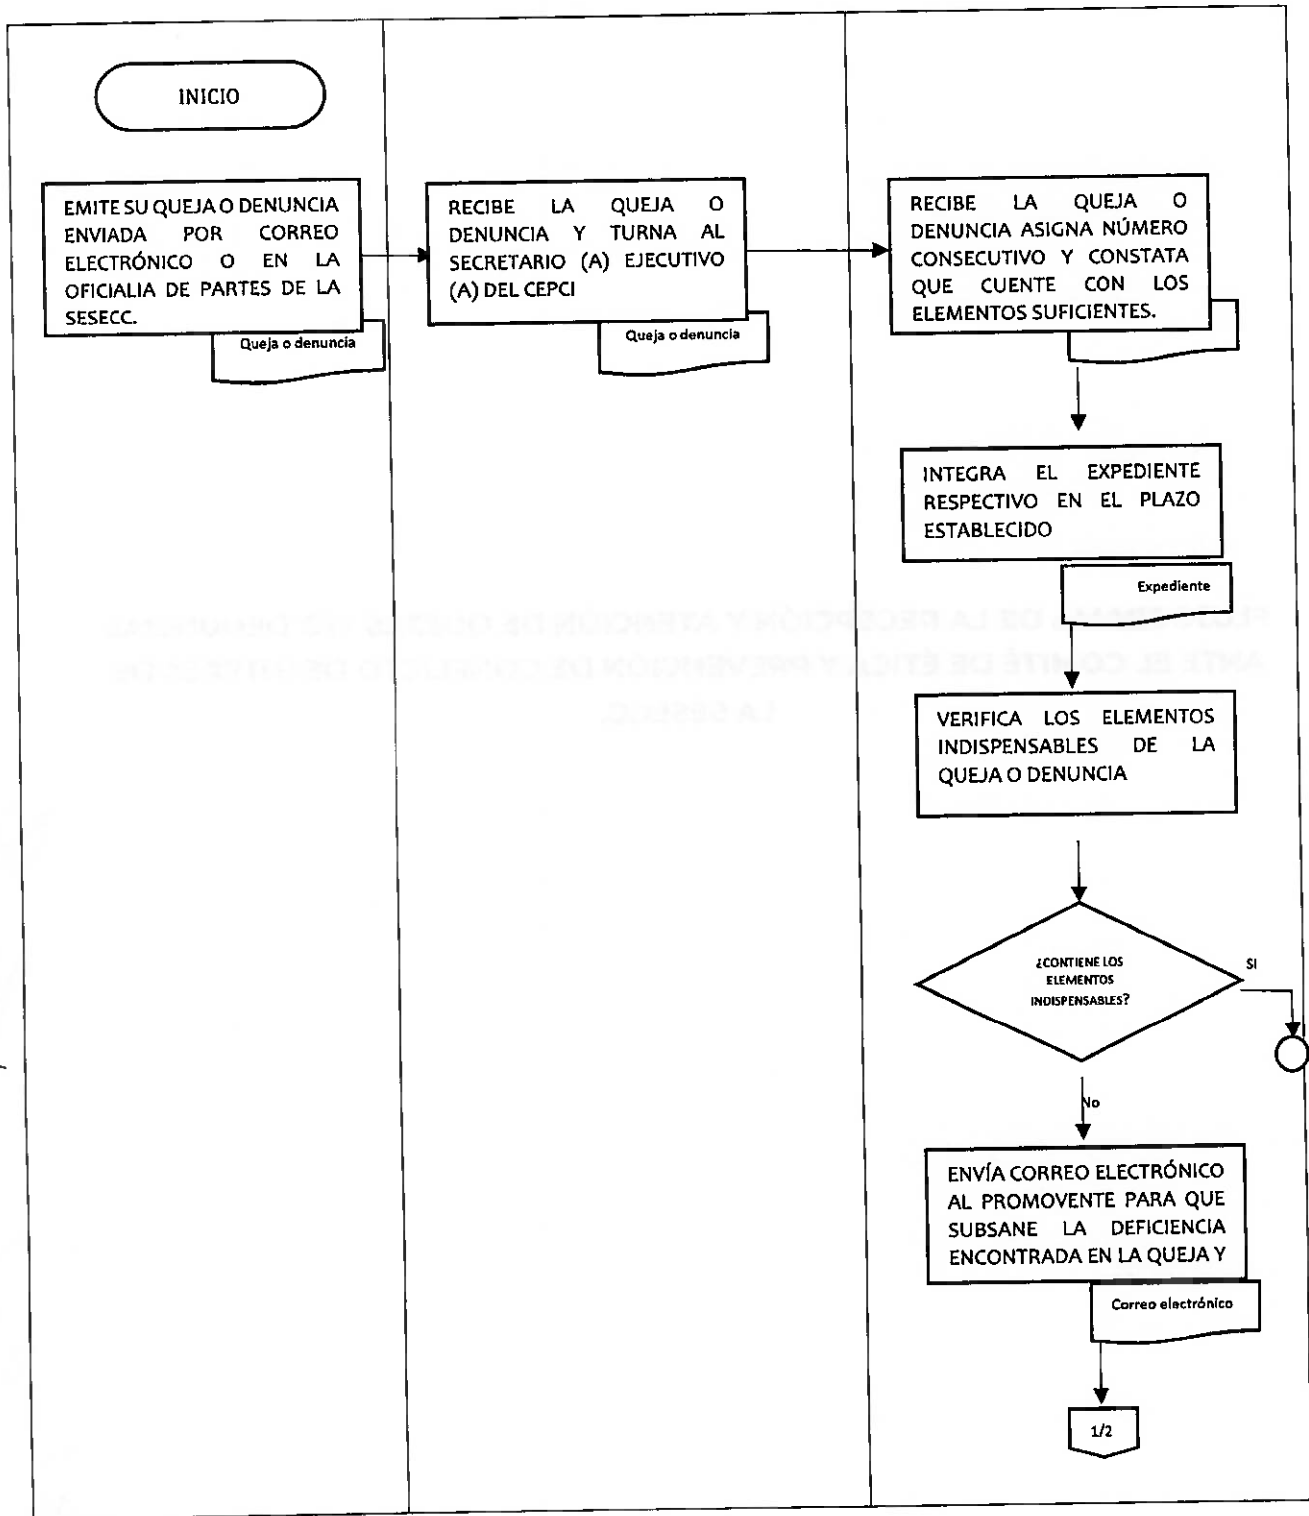 INICIO
EMITE SU QUEJA O DENUNCIA
ENVIADA POR CORREO
ELECTRÓNICO O EN LA
OFICIALIA DE PARTES DE LA
SESECC.
Queja o denuncia
RECIBE LA QUEJA O
DENUNCIA Y TURNA AL
SECRETARIO (A) EJECUTIVO
(A) DEL CEPCI
Queja o denuncia
RECIBE LA QUEJA O
DENUNCIA ASIGNA NÚMERO
CONSECUTIVO Y CONSTATA
QUE CUENTE CON LOS
ELEMENTOS SUFICIENTES.
INTEGRA EL EXPEDIENTE
RESPECTIVO EN EL PLAZO
ESTABLECIDO
Expediente
VERIFICA LOS ELEMENTOS
INDISPENSABLES DE LA
QUEJA O DENUNCIA
¿CONTIENE LOS
ELEMENTOS
INDISPENSABLES?
SI
No
ENVÍA CORREO ELECTRÓNICO
AL PROMOVENTE PARA QUE
SUBSANE LA DEFICIENCIA
ENCONTRADA EN LA QUEJA Y
Correo electrónico
1/2